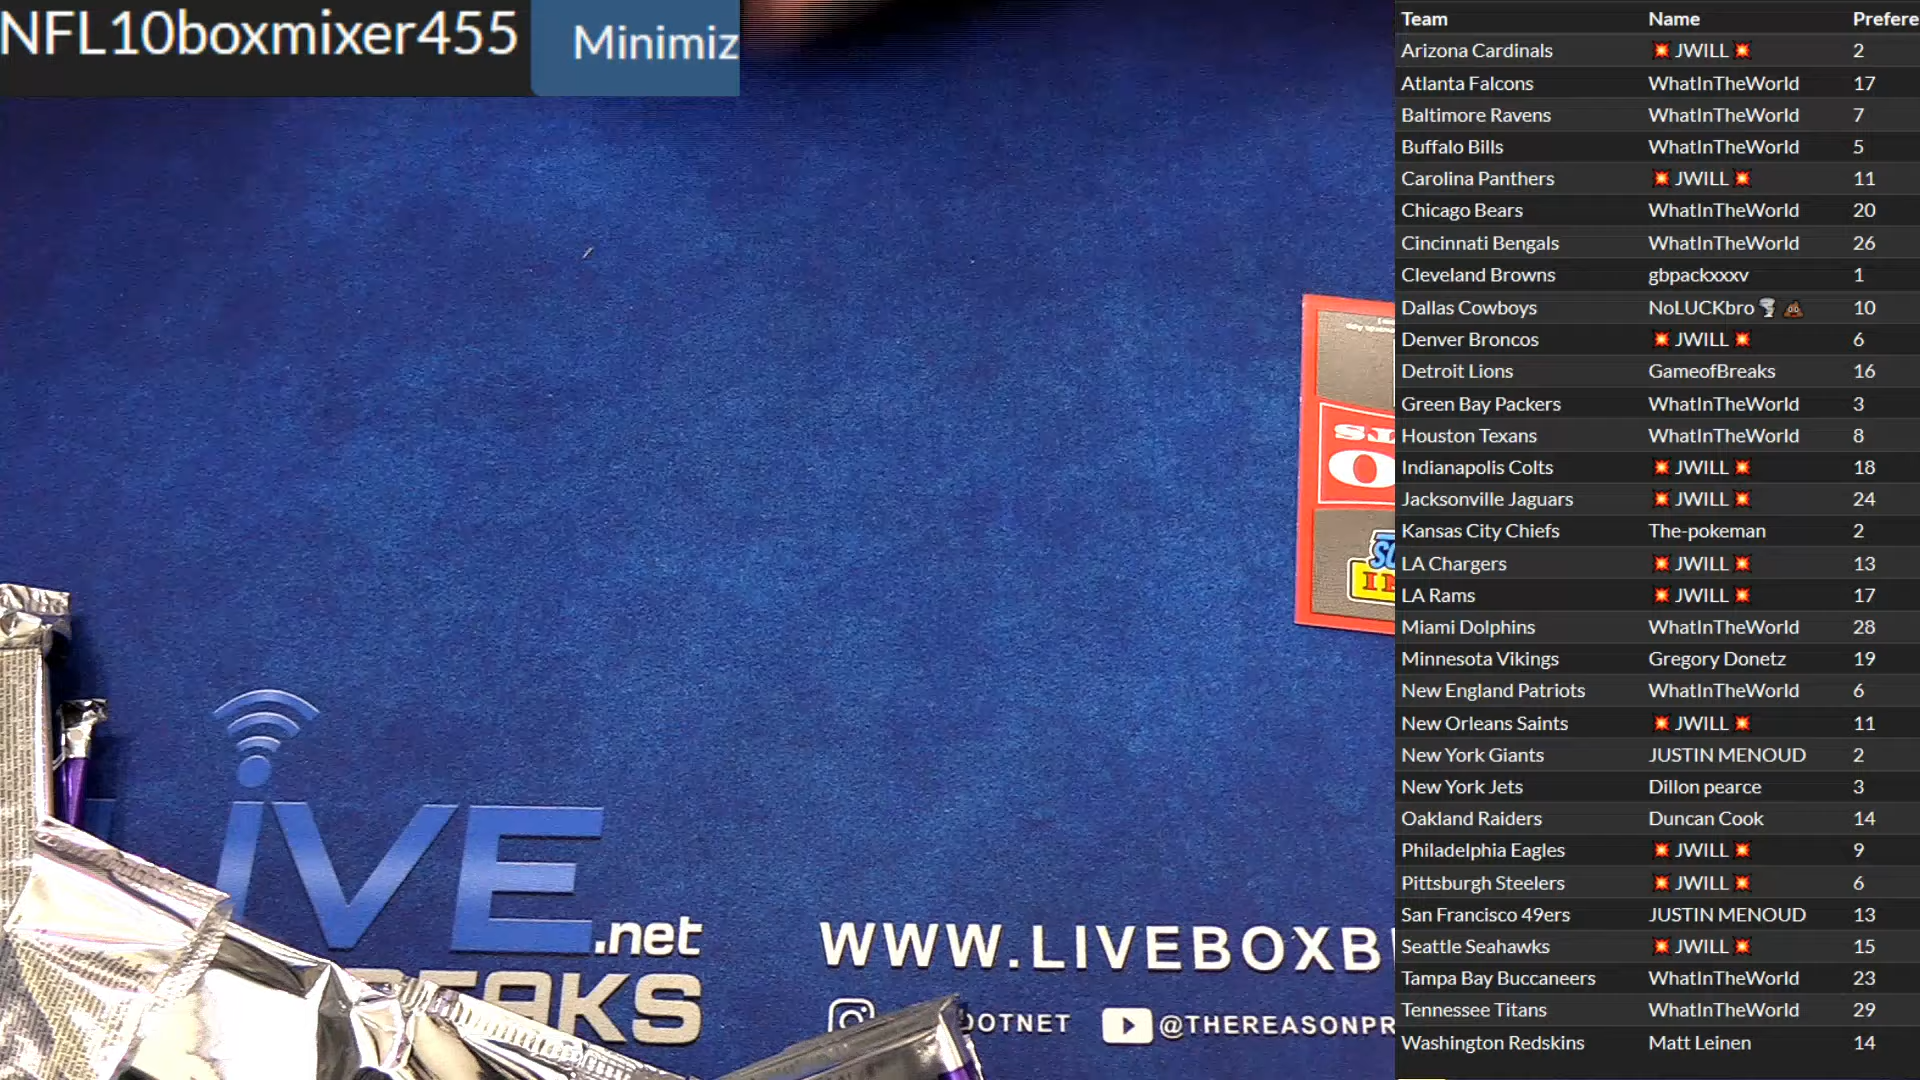 NFL10boxmixer455 Minimiz
Team Name Prefere
Arizona Cardinals 💥 JWILL 💥 2
Atlanta Falcons WhatInTheWorld 17
Baltimore Ravens WhatInTheWorld 7
Buffalo Bills WhatInTheWorld 5
Carolina Panthers 💥 JWILL 💥 11
Chicago Bears WhatInTheWorld 20
Cincinnati Bengals WhatInTheWorld 26
Cleveland Browns gbpackxxxv 1
Dallas Cowboys NoLUCKbro 🌪 💩 10
Denver Broncos 💥 JWILL 💥 6
Detroit Lions GameofBreaks 16
Green Bay Packers WhatInTheWorld 3
Houston Texans WhatInTheWorld 8
Indianapolis Colts 💥 JWILL 💥 18
Jacksonville Jaguars 💥 JWILL 💥 24
Kansas City Chiefs The-pokeman 2
LA Chargers 💥 JWILL 💥 13
LA Rams 💥 JWILL 💥 17
Miami Dolphins WhatInTheWorld 28
Minnesota Vikings Gregory Donetz 19
New England Patriots WhatInTheWorld 6
New Orleans Saints 💥 JWILL 💥 11
New York Giants JUSTIN MENOUD 2
New York Jets Dillon pearce 3
Oakland Raiders Duncan Cook 14
Philadelphia Eagles 💥 JWILL 💥 9
Pittsburgh Steelers 💥 JWILL 💥 6
San Francisco 49ers JUSTIN MENOUD 13
Seattle Seahawks 💥 JWILL 💥 15
Tampa Bay Buccaneers WhatInTheWorld 23
Tennessee Titans WhatInTheWorld 29
Washington Redskins Matt Leinen 14
iVE
.net
EAKS
WWW.LIVEBOXB
DOTNET @THEREASONPR